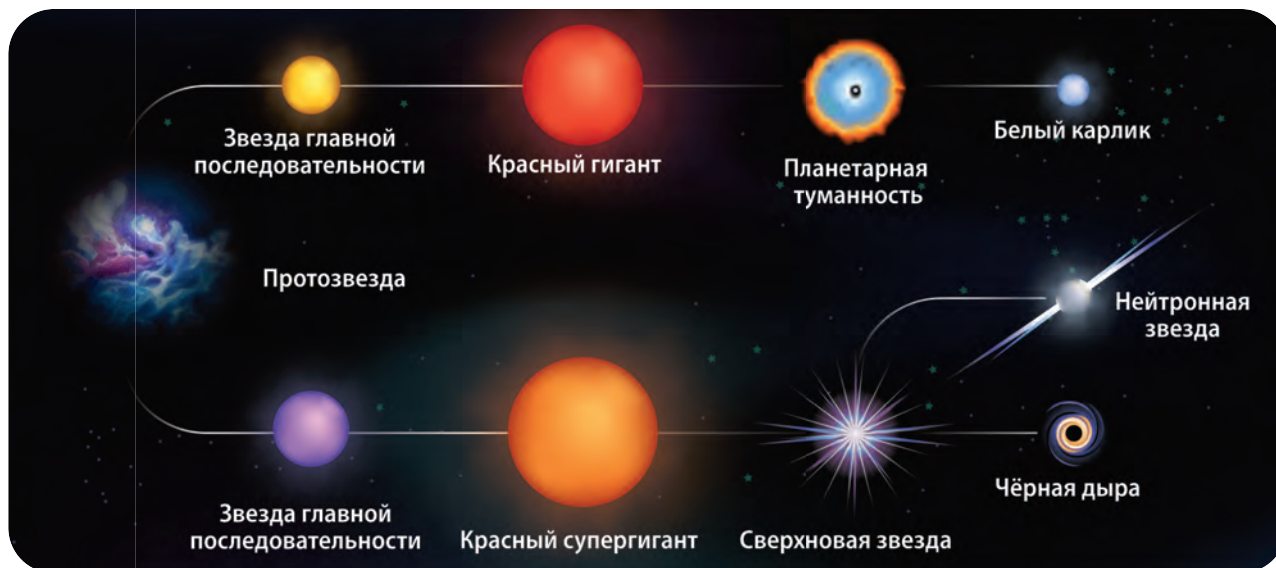 Звезда главной
последовательности
Красный гигант
Планетарная
туманность
Белый карлик
Протозвезда
Нейтронная
звезда
Звезда главной
последовательности
Красный супергигант
Сверхновая звезда
Чёрная дыра